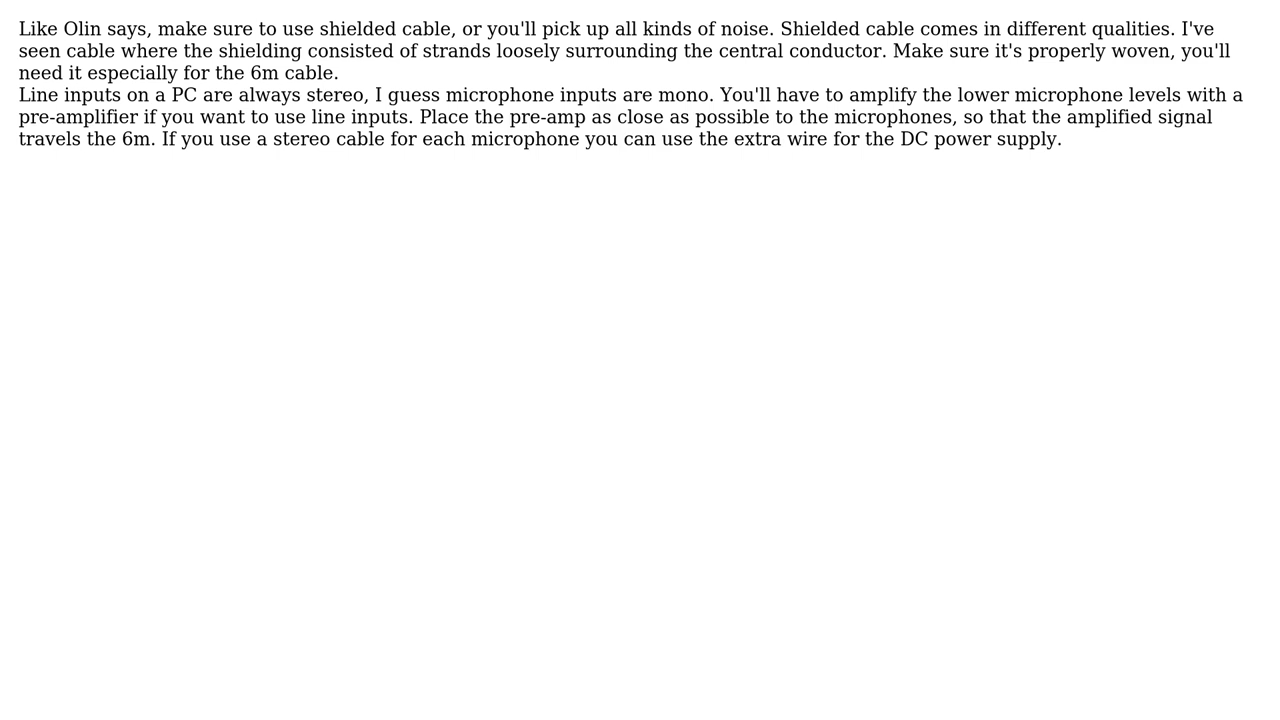 Like Olin says, make sure to use shielded cable, or you'll pick up all kinds of noise. Shielded cable comes in different qualities. I've
seen cable where the shielding consisted of strands loosely surrounding the central conductor. Make sure it's properly woven, you'll
need it especially for the 6m cable.
Line inputs on a PC are always stereo, I guess microphone inputs are mono. You'll have to amplify the lower microphone levels with a
pre-amplifier if you want to use line inputs. Place the pre-amp as close as possible to the microphones, so that the amplified signal
travels the 6m. If you use a stereo cable for each microphone you can use the extra wire for the DC power supply.